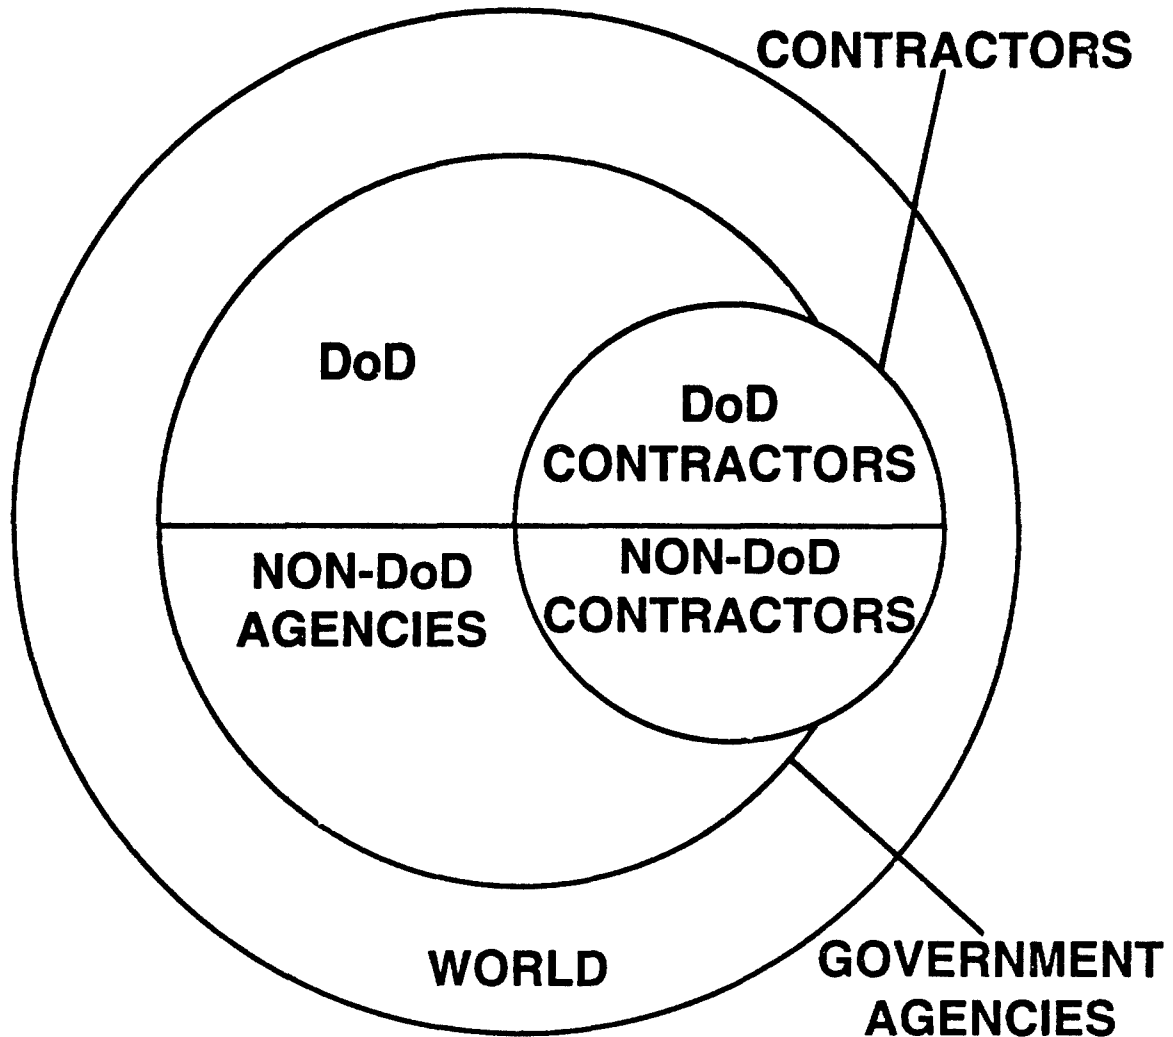 CONTRACTORS
DoD
DoD
CONTRACTORS
NON-DoD
AGENCIES
NON-DoD
CONTRACTORS
WORLD
GOVERNMENT
AGENCIES